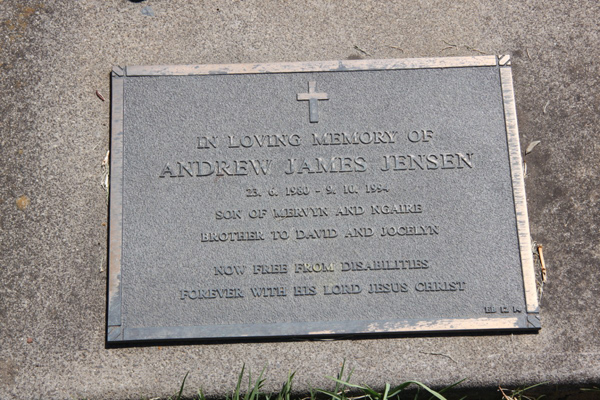 IN LOVING MEMORY OF
ANDREW JAMES JENSEN
23. 6. 1980 - 9. 10. 1994
SON OF MERVYN AND NGAIRE
BROTHER TO DAVID AND JOCELYN
NOW FREE FROM DISABILITIES
FOREVER WITH HIS LORD JESUS CHRIST